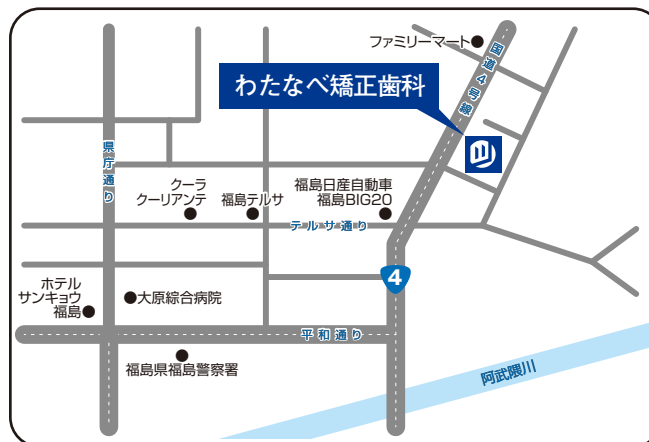 ファミリーマート
国道4号線
わたなべ矯正歯科
県庁通り
クーラ
クーリアンテ
福島テルサ
福島日産自動車
福島BIG20
テルサ通り
4
ホテル
サンキョウ
福島
大原綜合病院
平和通り
福島県福島警察署
阿武隈川